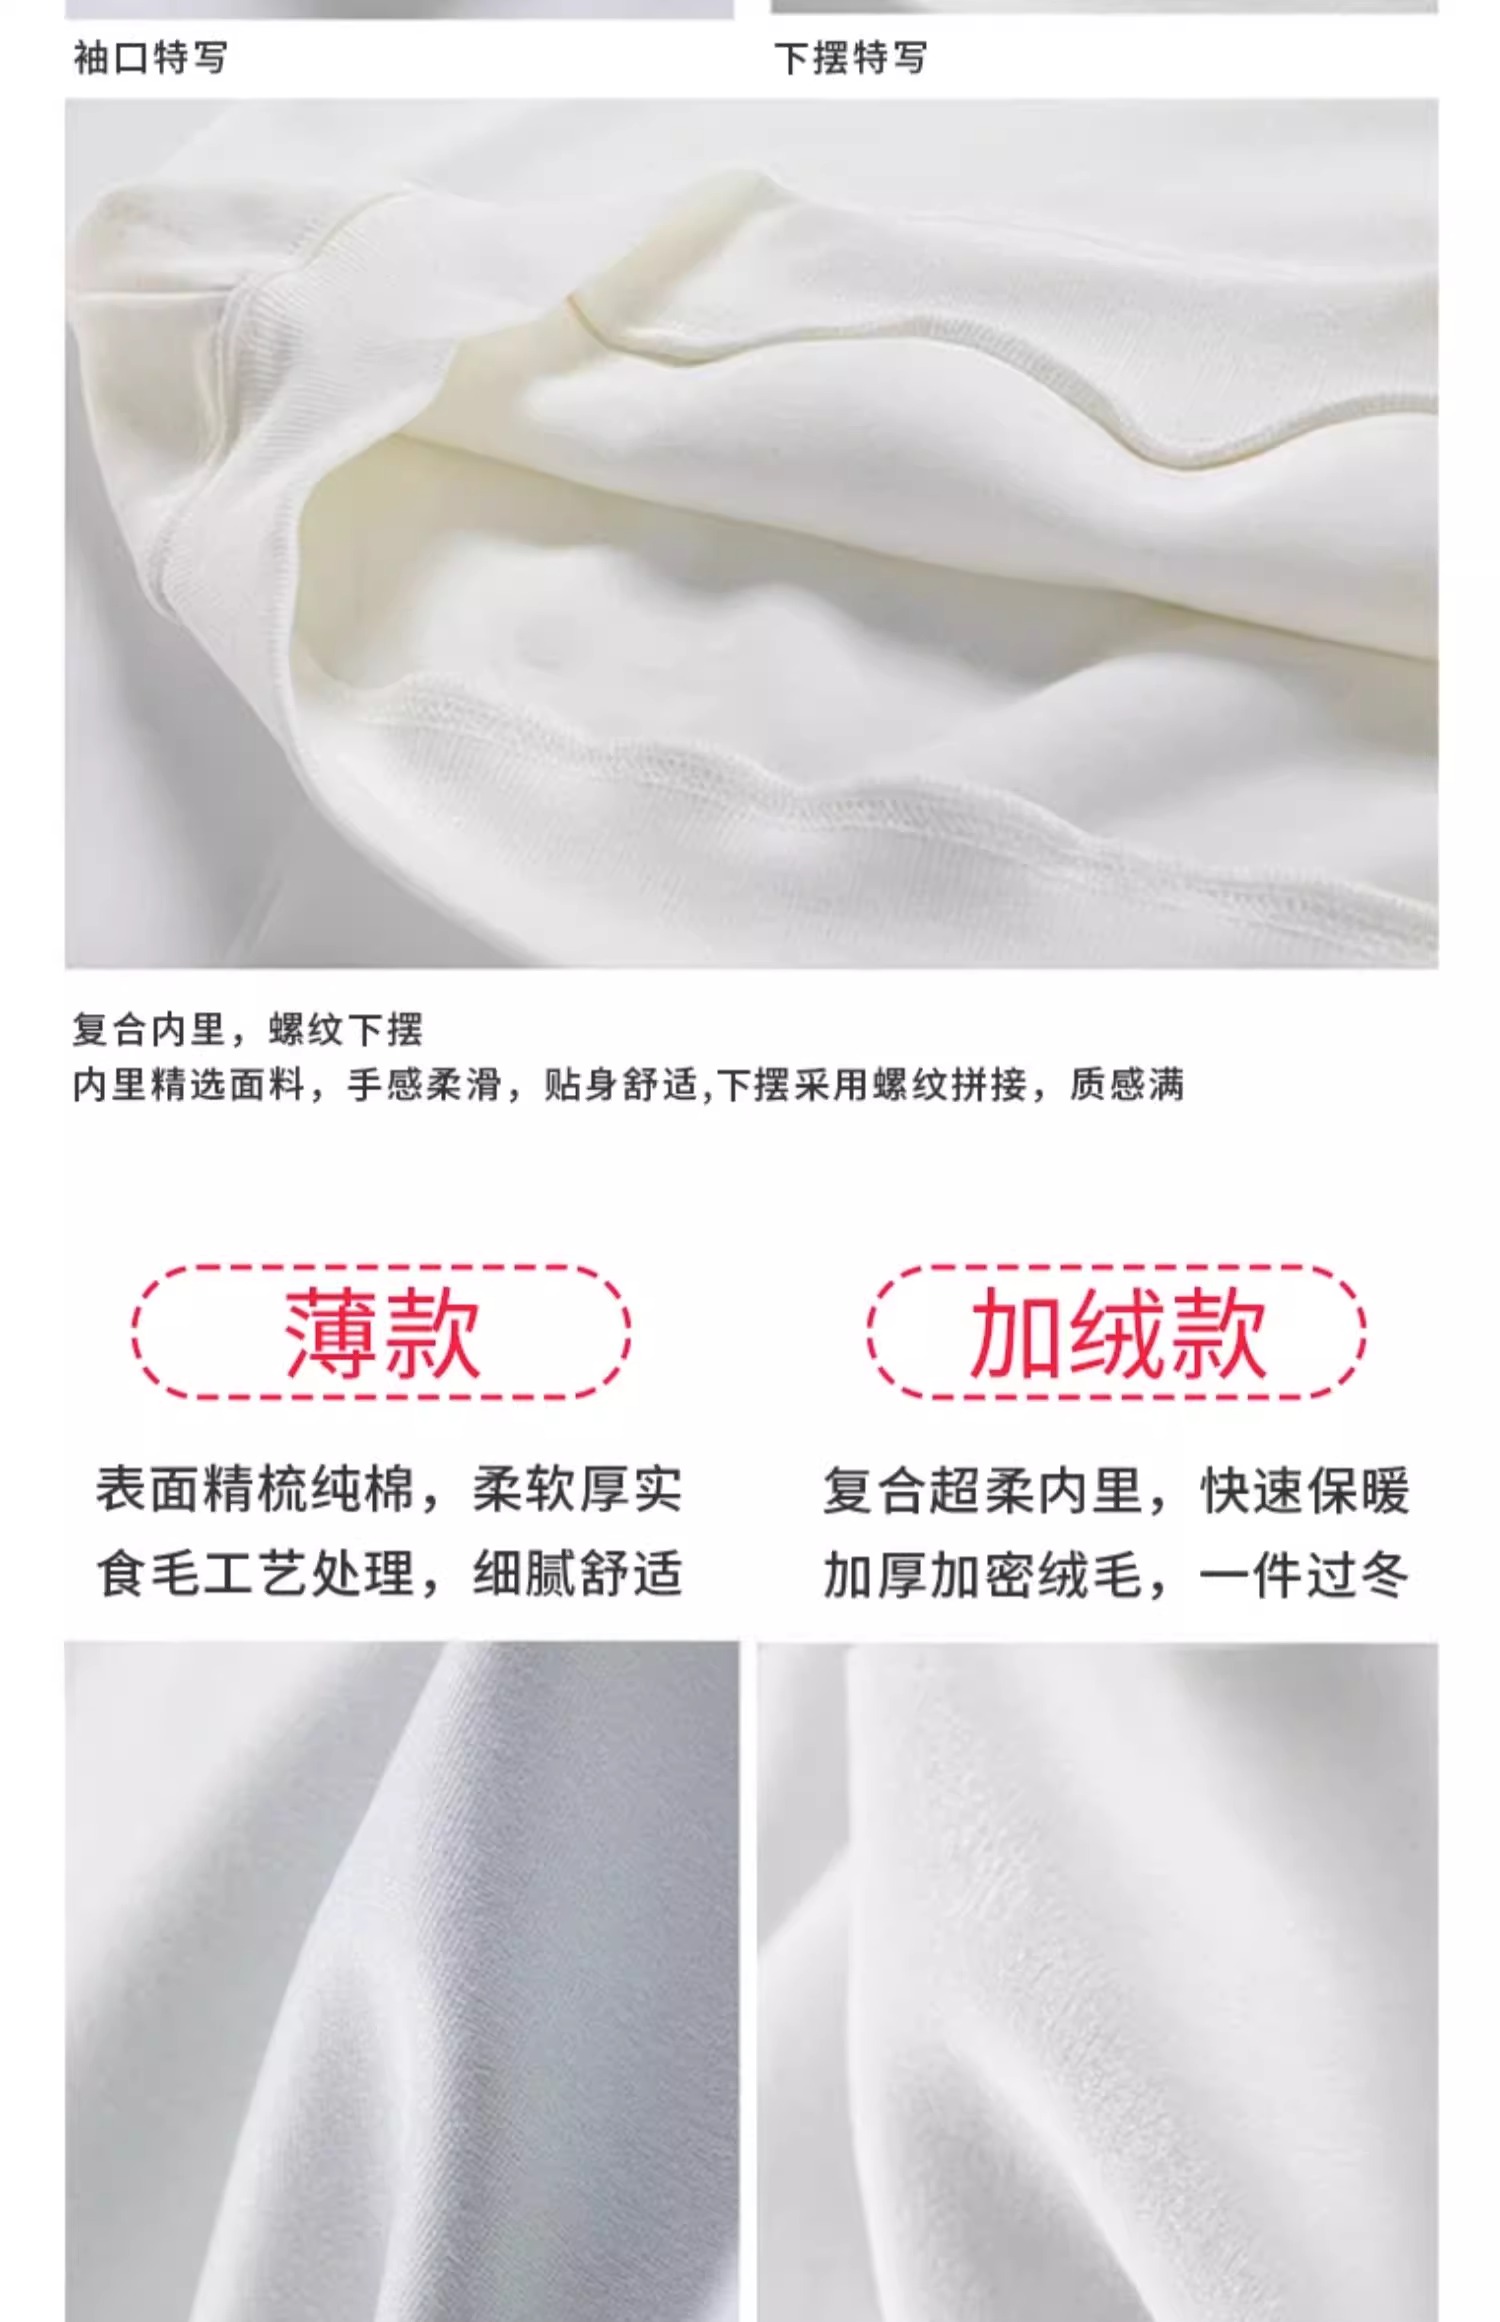 袖口特写
下摆特写
复合内里，螺纹下摆
内里精选面料，手感柔滑，贴身舒适,下摆采用螺纹拼接，质感满
薄款
表面精梳纯棉，柔软厚实
食毛工艺处理，细腻舒适
加绒款
复合超柔内里，快速保暖
加厚加密绒毛，一件过冬